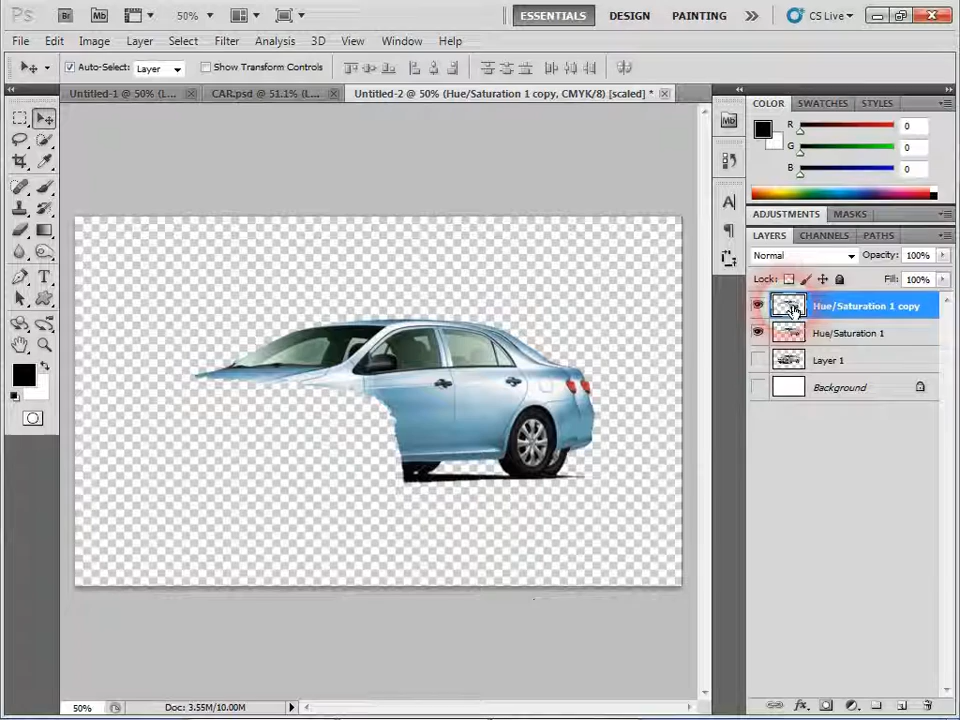 Ps Br Mb 50% ESSENTIALS DESIGN PAINTING CS Live
File Edit Image Layer Select Filter Analysis 3D View Window Help
Auto-Select: Layer Show Transform Controls
Untitled-1 @ 50% (L... CAR.psd @ 51.1% (L... Untitled-2 @ 50% (Hue/Saturation 1 copy, CMYK/8) [scaled] *
COLOR SWATCHES STYLES
Mb
R 0
G 0
B 0
ADJUSTMENTS MASKS
LAYERS CHANNELS PATHS
Normal Opacity: 100%
Lock: Fill: 100%
Hue/Saturation 1 copy
Hue/Saturation 1
Layer 1
Background
50% Doc: 3.55M/10.00M